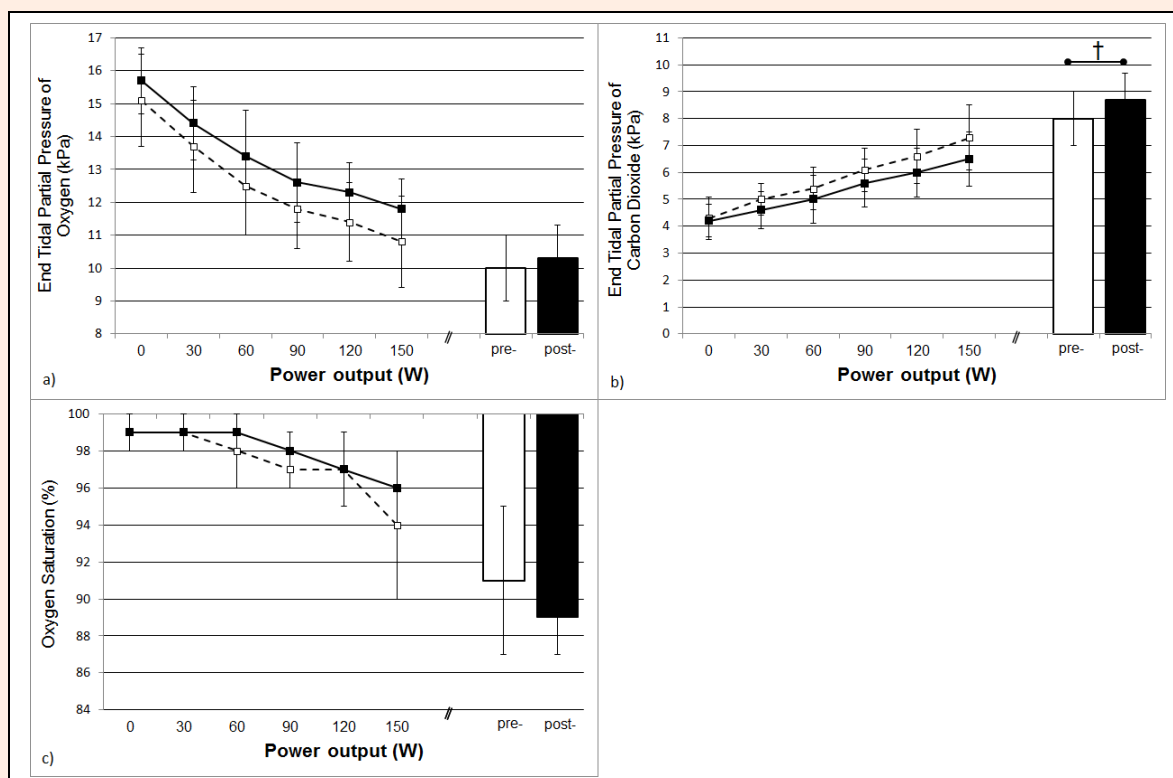 17
16
15
14
13
12
11
10
9
8
End Tidal Partial Pressure of
Oxygen (kPa)
0 30 60 90 120 150 // pre- post-
Power output (W)
a)
11
10
9
8
7
6
5
4
3
2
1
0
End Tidal Partial Pressure of
Carbon Dioxide (kPa)
†
0 30 60 90 120 150 // pre- post-
Power output (W)
b)
100
98
96
94
92
90
88
86
84
Oxygen Saturation (%)
0 30 60 90 120 150 // pre- post-
Power output (W)
c)